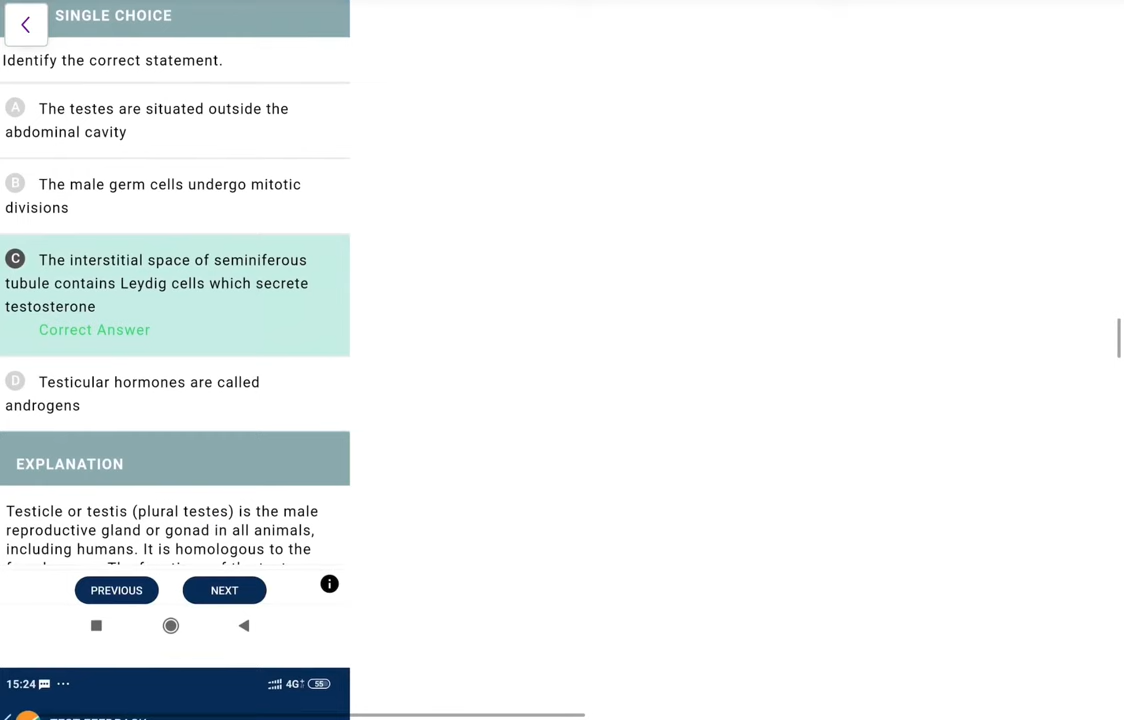 SINGLE CHOICE
Identify the correct statement.
A The testes are situated outside the
abdominal cavity
B The male germ cells undergo mitotic
divisions
C The interstitial space of seminiferous
tubule contains Leydig cells which secrete
testosterone
Correct Answer
D Testicular hormones are called
androgens
EXPLANATION
Testicle or testis (plural testes) is the male
reproductive gland or gonad in all animals,
including humans. It is homologous to the
PREVIOUS NEXT i
15:24 ... 4G+ 55